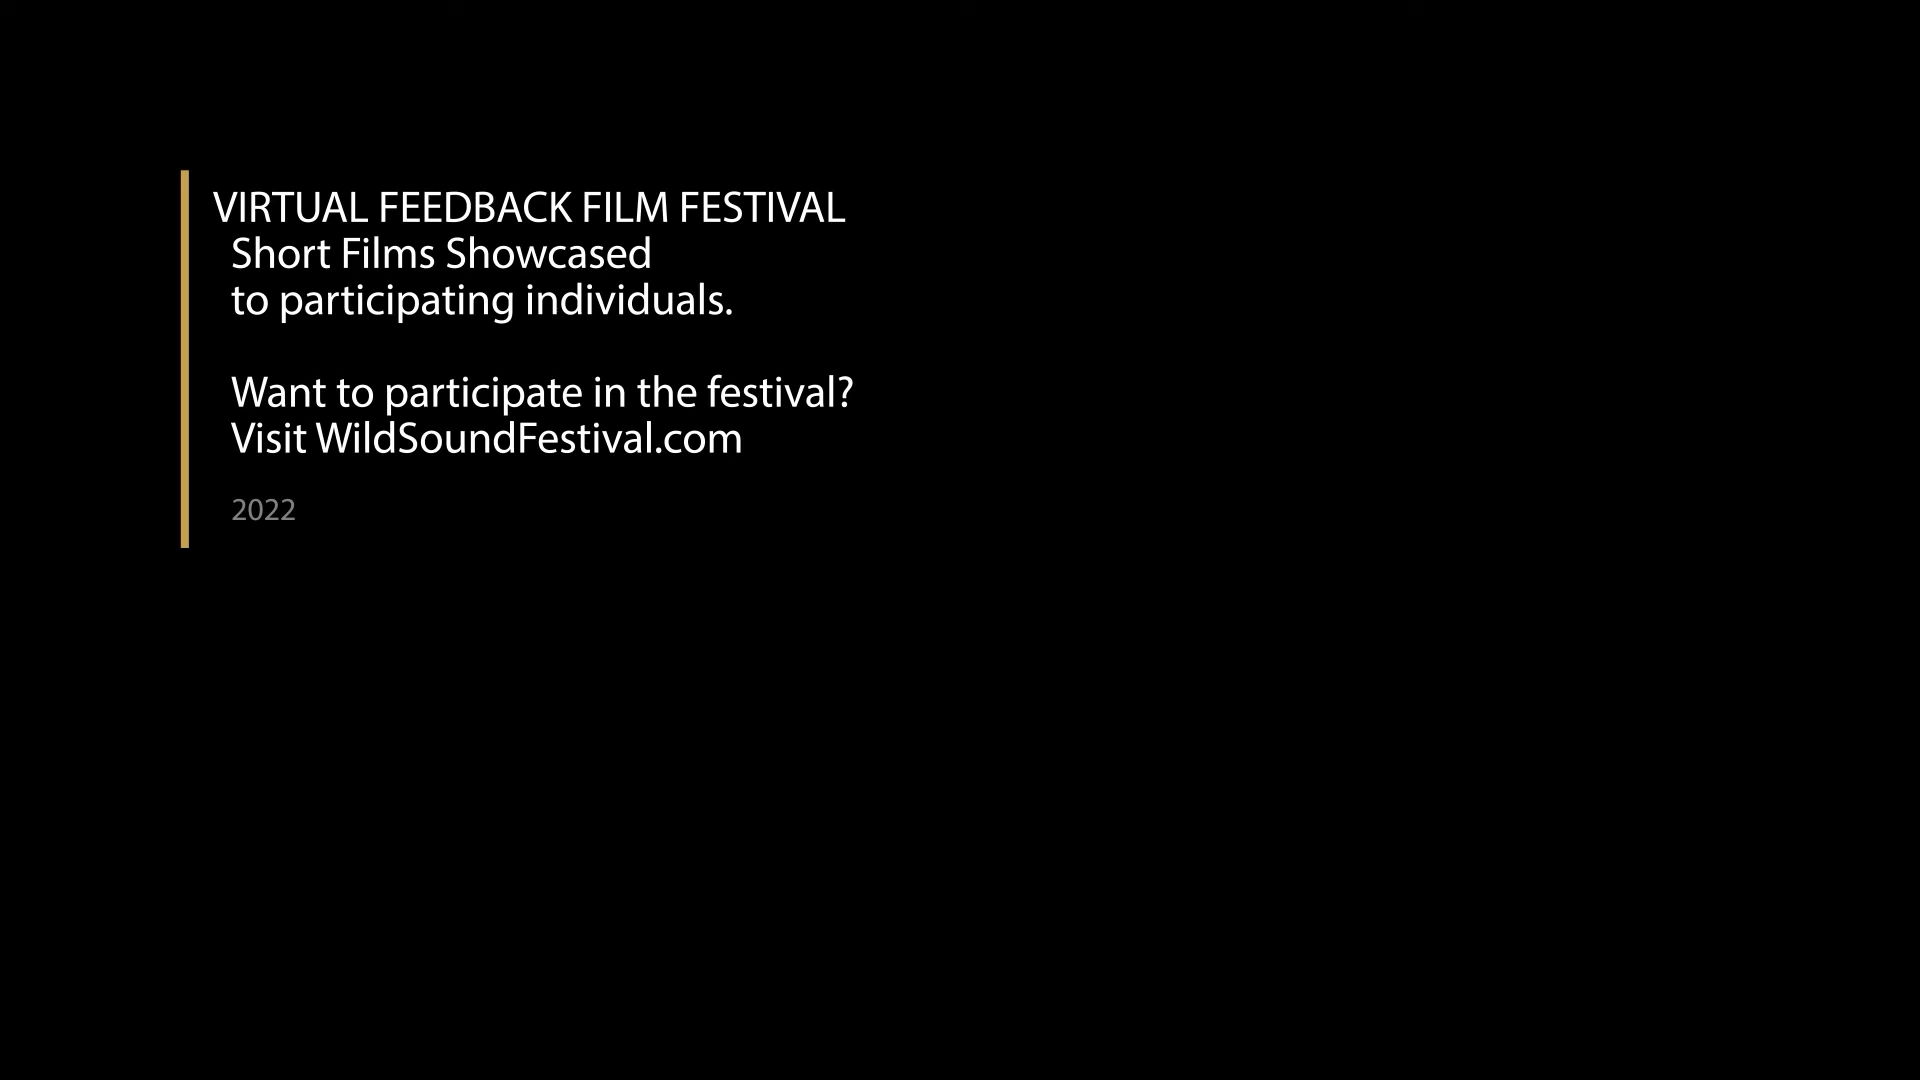 VIRTUAL FEEDBACK FILM FESTIVAL
Short Films Showcased
to participating individuals.
Want to participate in the festival?
Visit WildSoundFestival.com
2022